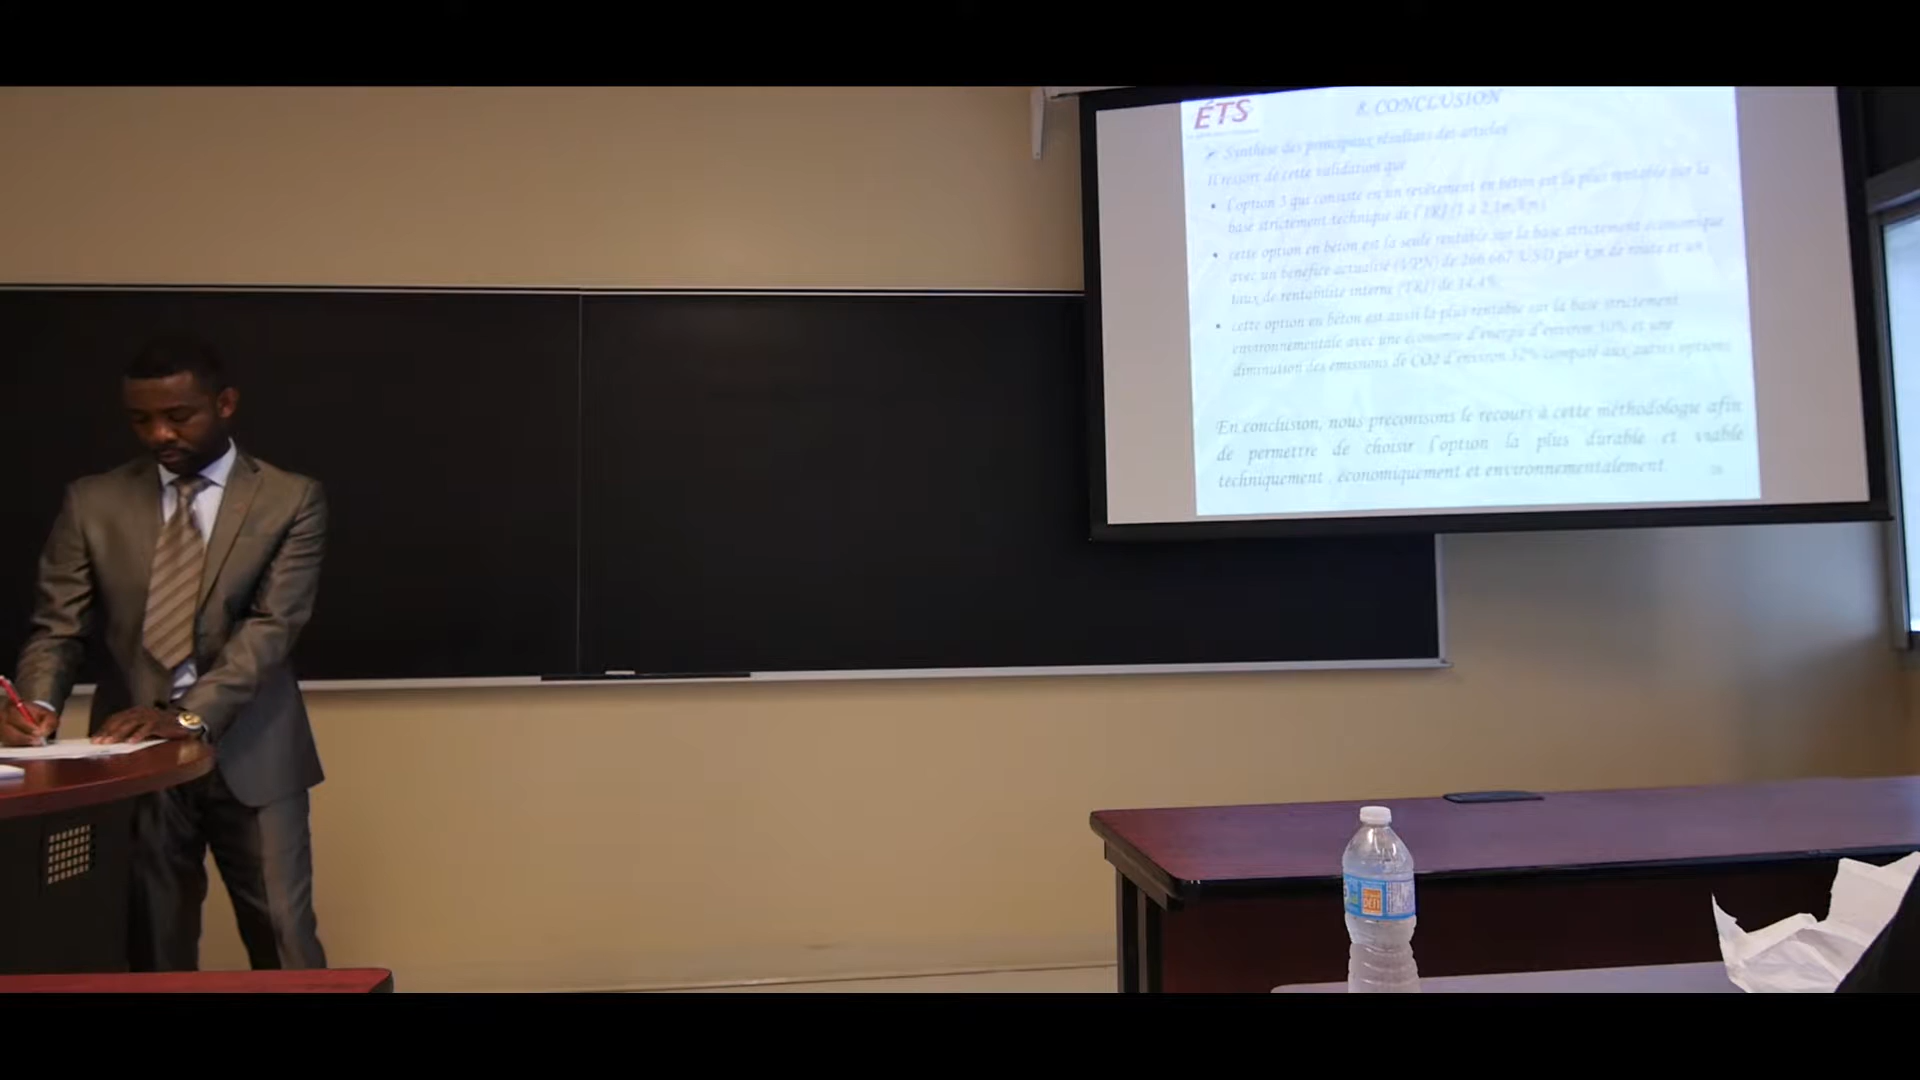 ÉTS
8. CONCLUSION
Synthèse des principaux résultats des articles
Il ressort de cette validation que
• l'option 3 qui consiste en un revêtement en béton est la plus rentable sur la
base strictement technique de l'IRI (1 à 2,1m/km)
• cette option en béton est la seule rentable sur la base strictement économique
avec un bénéfice actualisé (VPN) de 266 667 USD par km de route et un
taux de rentabilité interne (TRI) de 14,4%
• cette option en béton est aussi la plus rentable sur la base strictement
environnementale avec une économie d'énergie d'environ 30% et une
diminution des émissions de CO2 d'environ 32% comparé aux autres options
En conclusion, nous préconisons le recours à cette méthodologie afin
de permettre de choisir l'option la plus durable et viable
techniquement , économiquement et environnementalement.